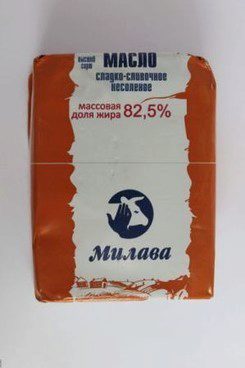 высший сорт
МАСЛО
сладко-сливочное
несоленое
массовая
доля жира 82,5%
Милава